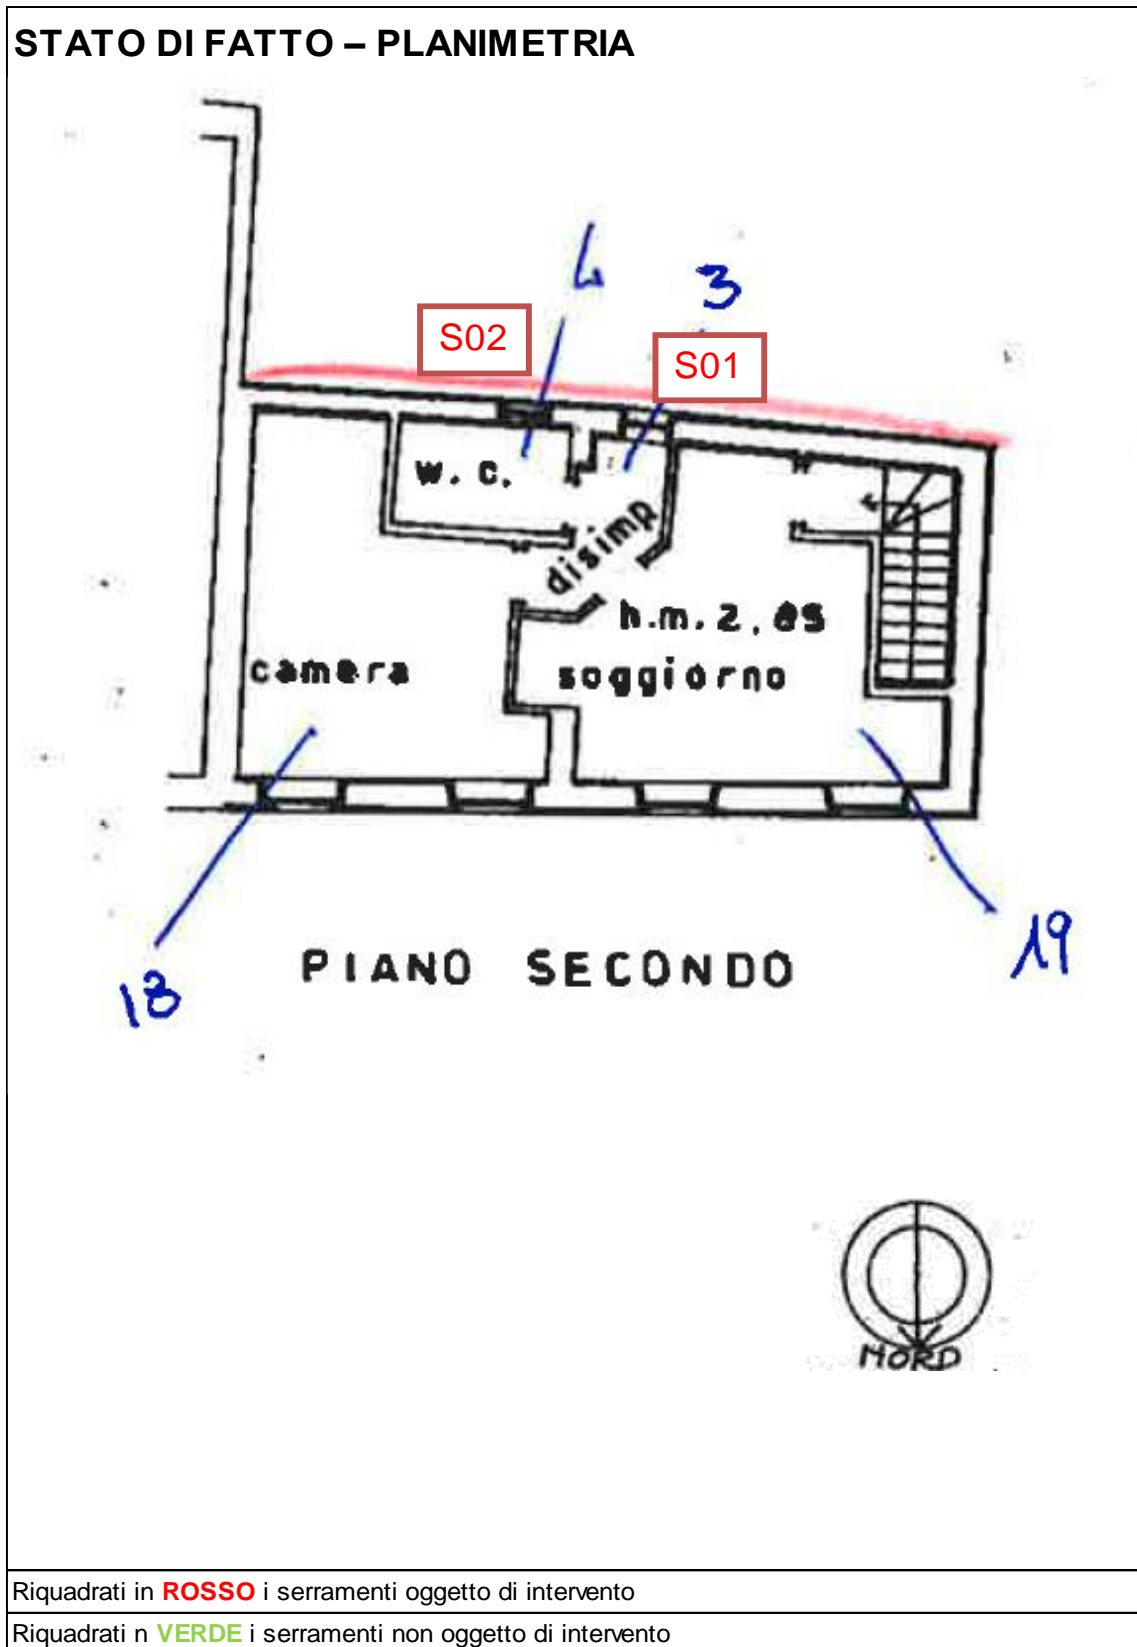 STATO DI FATTO – PLANIMETRIA
4
3
S02
S01
w. c.
disimp
h.m. 2,85
camera
soggiorno
18
19
PIANO SECONDO
NORD
Riquadrati in ROSSO i serramenti oggetto di intervento
Riquadrati n VERDE i serramenti non oggetto di intervento